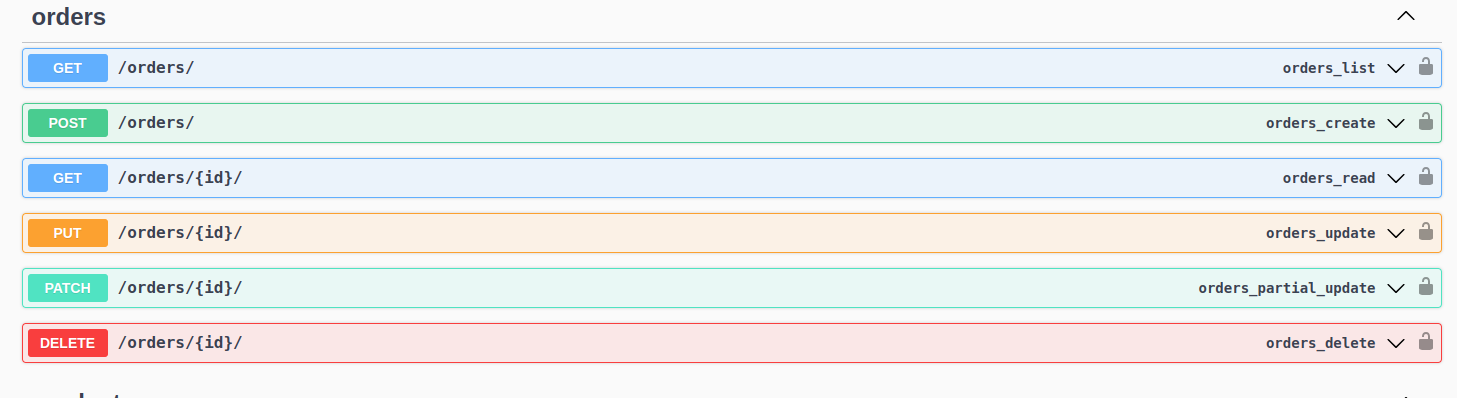 orders
GET /orders/ orders_list
POST /orders/ orders_create
GET /orders/{id}/ orders_read
PUT /orders/{id}/ orders_update
PATCH /orders/{id}/ orders_partial_update
DELETE /orders/{id}/ orders_delete